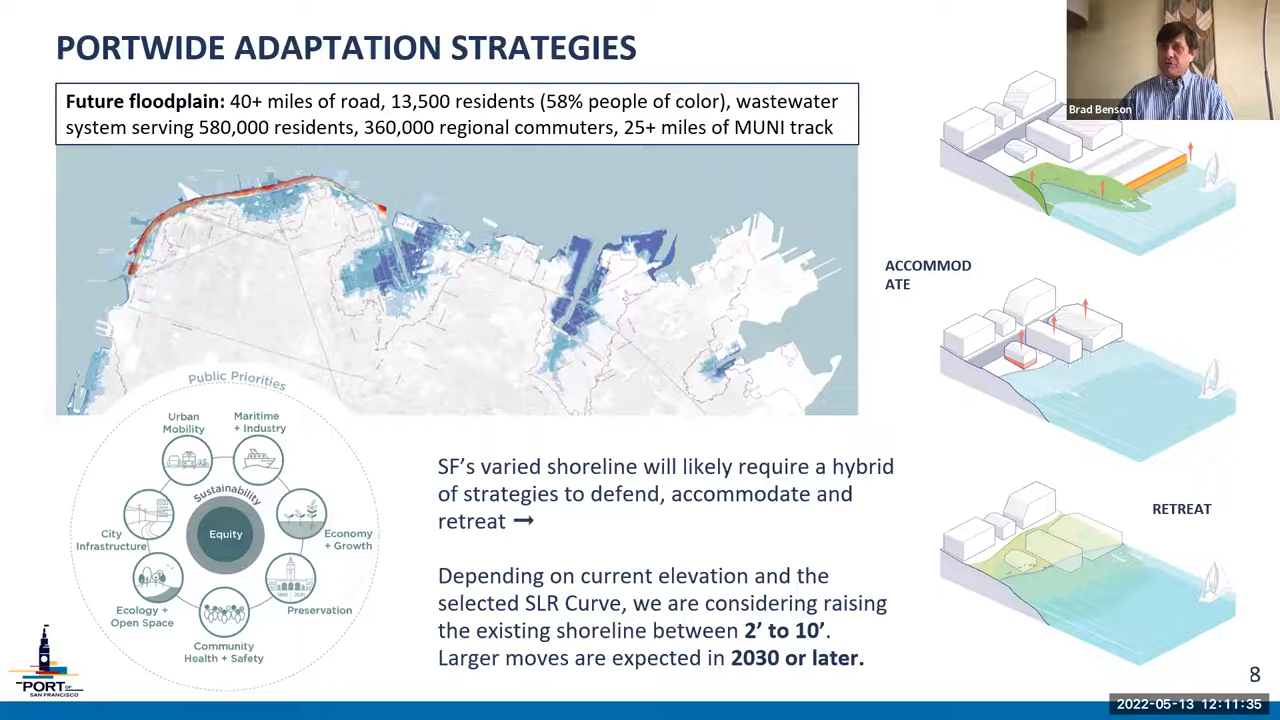 PORTWIDE ADAPTATION STRATEGIES
Brad Benson
Future floodplain: 40+ miles of road, 13,500 residents (58% people of color), wastewater
system serving 580,000 residents, 360,000 regional commuters, 25+ miles of MUNI track
ACCOMMOD
ATE
Public Priorities
Urban
Mobility
Maritime
+ Industry
Sustainability
Equity
City
Infrastructure
Economy
+ Growth
Ecology +
Open Space
Preservation
Community
Health + Safety
SF's varied shoreline will likely require a hybrid
of strategies to defend, accommodate and
retreat →
RETREAT
Depending on current elevation and the
selected SLR Curve, we are considering raising
the existing shoreline between 2' to 10'.
Larger moves are expected in 2030 or later.
PORT OF
SAN FRANCISCO
8
2022-05-13 12:11:35